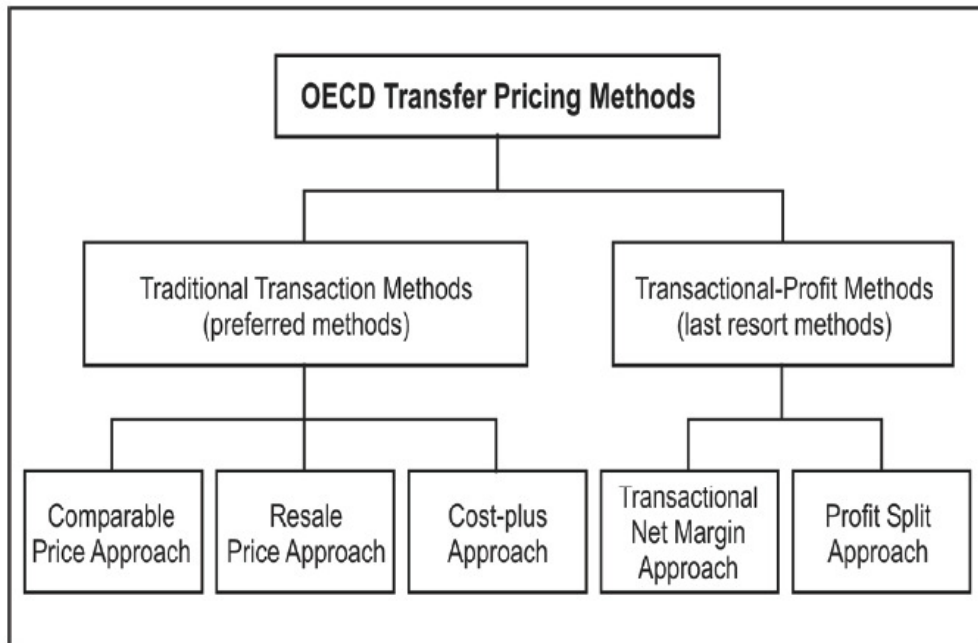 OECD Transfer Pricing Methods
Traditional Transaction Methods
(preferred methods)
Transactional-Profit Methods
(last resort methods)
Comparable
Price Approach
Resale
Price Approach
Cost-plus
Approach
Transactional
Net Margin
Approach
Profit Split
Approach